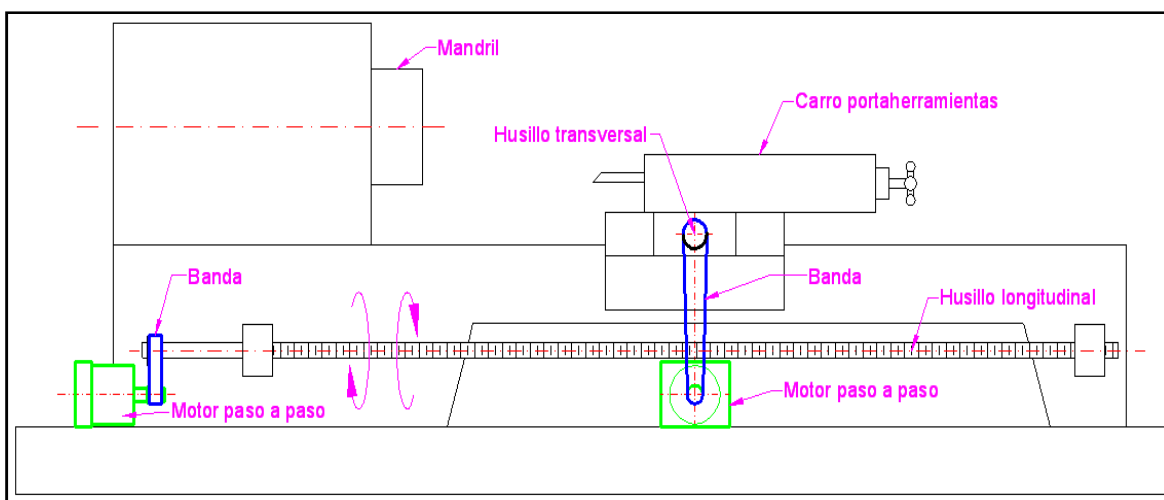 Mandril
Carro portaherramientas
Husillo transversal
Banda
Banda
Husillo longitudinal
Motor paso a paso
Motor paso a paso